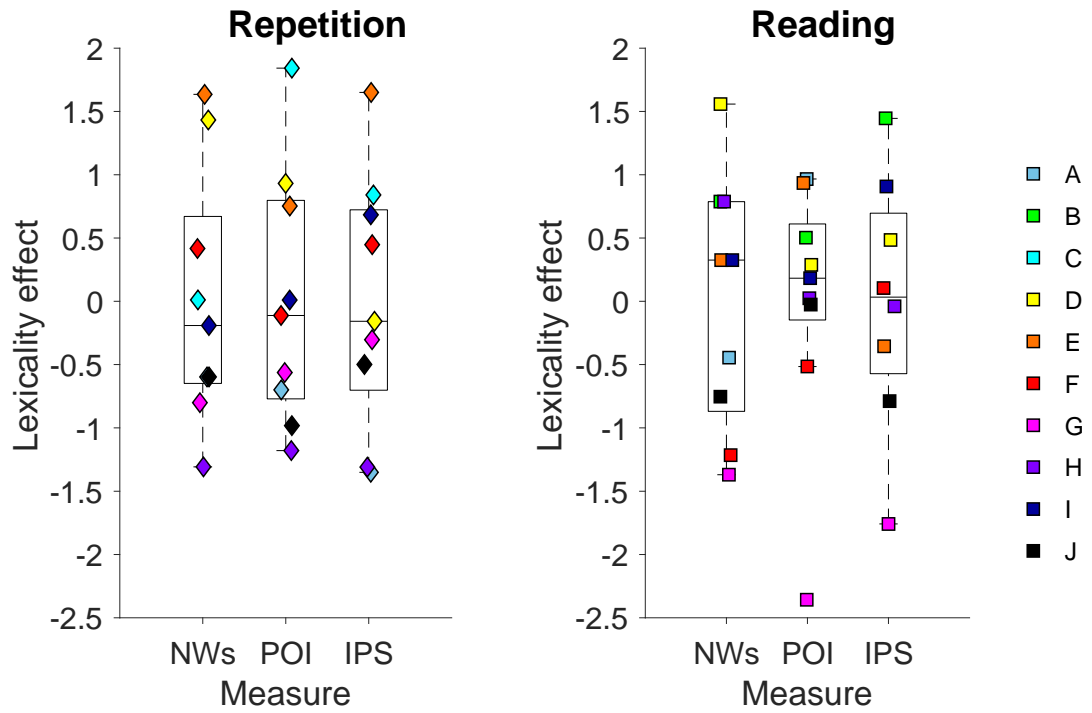 Repetition
Lexicality effect
2
1.5
1
0.5
0
-0.5
-1
-1.5
-2
-2.5
NWs POI IPS
Measure
Reading
Lexicality effect
2
1.5
1
0.5
0
-0.5
-1
-1.5
-2
-2.5
NWs POI IPS
Measure
A
B
C
D
E
F
G
H
I
J